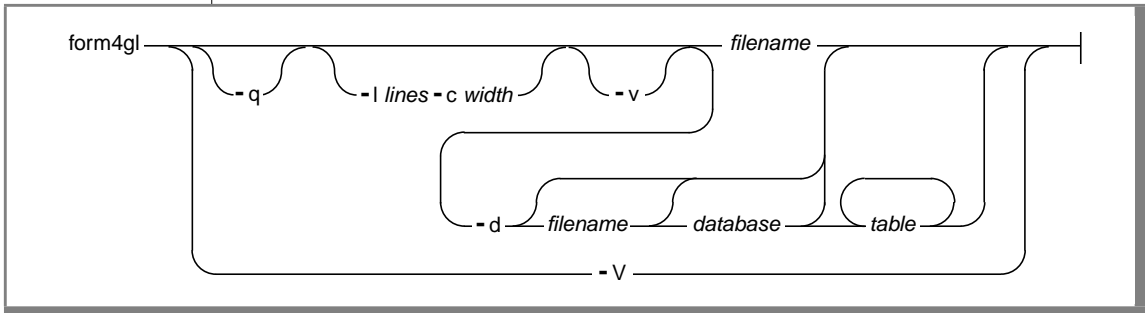 form4gl filename
-q -l lines -c width -v
-d filename database table
-V